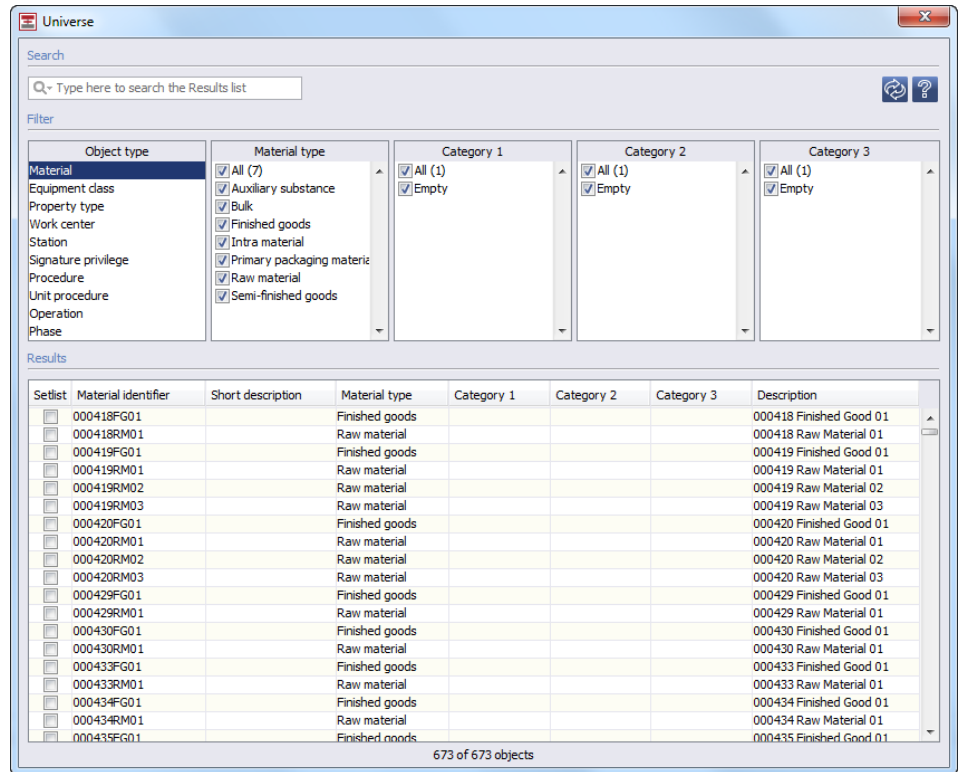 Universe
Search
Type here to search the Results list
Filter
Object type Material type Category 1 Category 2 Category 3
Material All (7) All (1) All (1) All (1)
Equipment class Auxiliary substance Empty Empty Empty
Property type Bulk
Work center Finished goods
Station Intra material
Signature privilege Primary packaging materia
Procedure Raw material
Unit procedure Semi-finished goods
Operation
Phase
Results
Setlist Material identifier Short description Material type Category 1 Category 2 Category 3 Description
000418FG01 Finished goods 000418 Finished Good 01
000418RM01 Raw material 000418 Raw Material 01
000419FG01 Finished goods 000419 Finished Good 01
000419RM01 Raw material 000419 Raw Material 01
000419RM02 Raw material 000419 Raw Material 02
000419RM03 Raw material 000419 Raw Material 03
000420FG01 Finished goods 000420 Finished Good 01
000420RM01 Raw material 000420 Raw Material 01
000420RM02 Raw material 000420 Raw Material 02
000420RM03 Raw material 000420 Raw Material 03
000429FG01 Finished goods 000429 Finished Good 01
000429RM01 Raw material 000429 Raw Material 01
000430FG01 Finished goods 000430 Finished Good 01
000430RM01 Raw material 000430 Raw Material 01
000433FG01 Finished goods 000433 Finished Good 01
000433RM01 Raw material 000433 Raw Material 01
000434FG01 Finished goods 000434 Finished Good 01
000434RM01 Raw material 000434 Raw Material 01
000435FG01 Finished goods 000435 Finished Good 01
673 of 673 objects